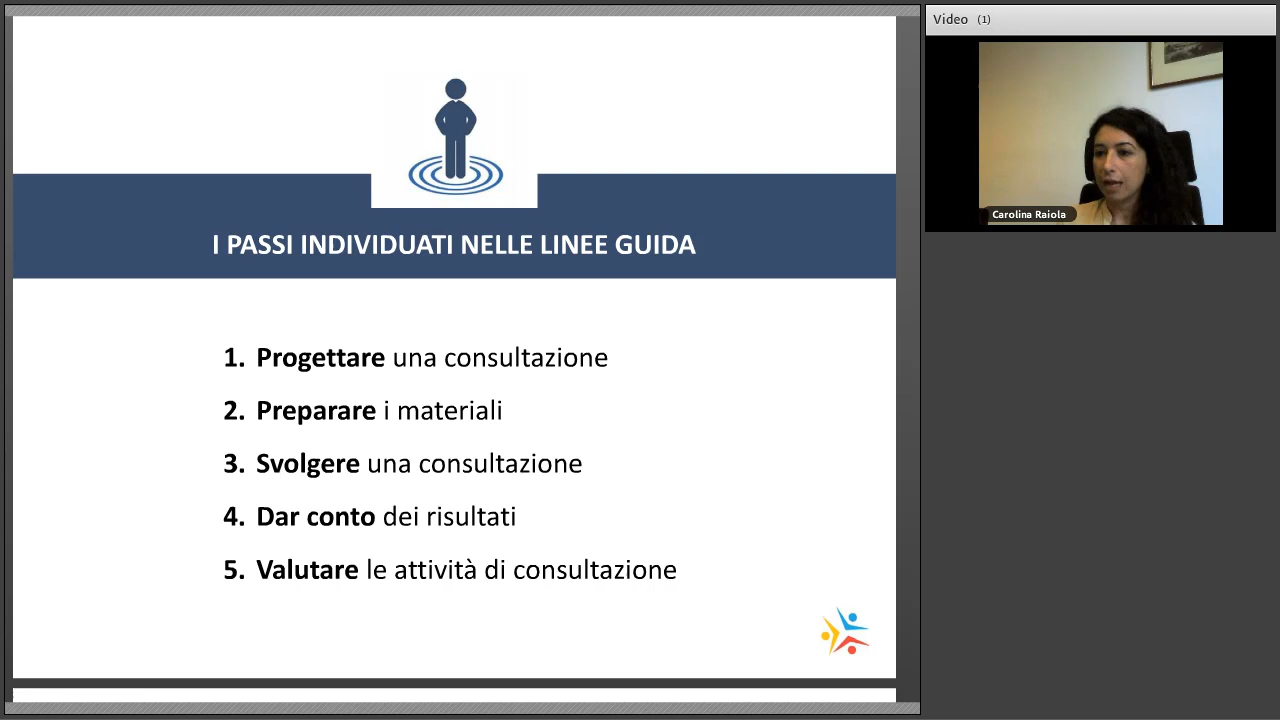 Video (1)
Carolina Raiola
I PASSI INDIVIDUATI NELLE LINEE GUIDA
1. Progettare una consultazione
2. Preparare i materiali
3. Svolgere una consultazione
4. Dar conto dei risultati
5. Valutare le attività di consultazione